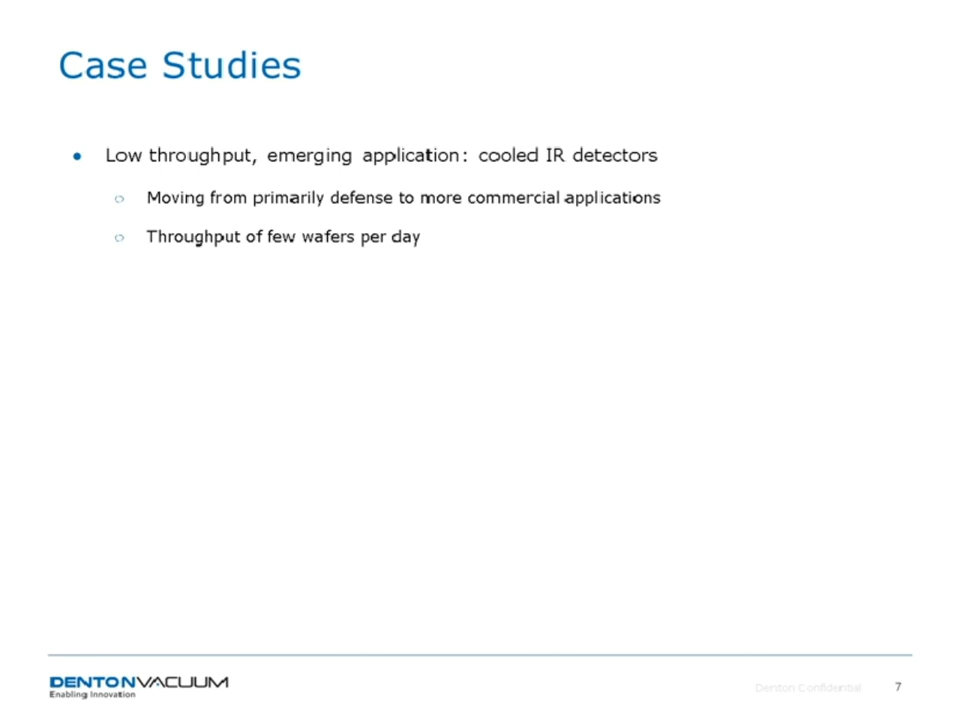 Case Studies
● Low throughput, emerging application: cooled IR detectors
○ Moving from primarily defense to more commercial applications
○ Throughput of few wafers per day
DENTONVACUUM
Enabling Innovation
Denton Confidential
7